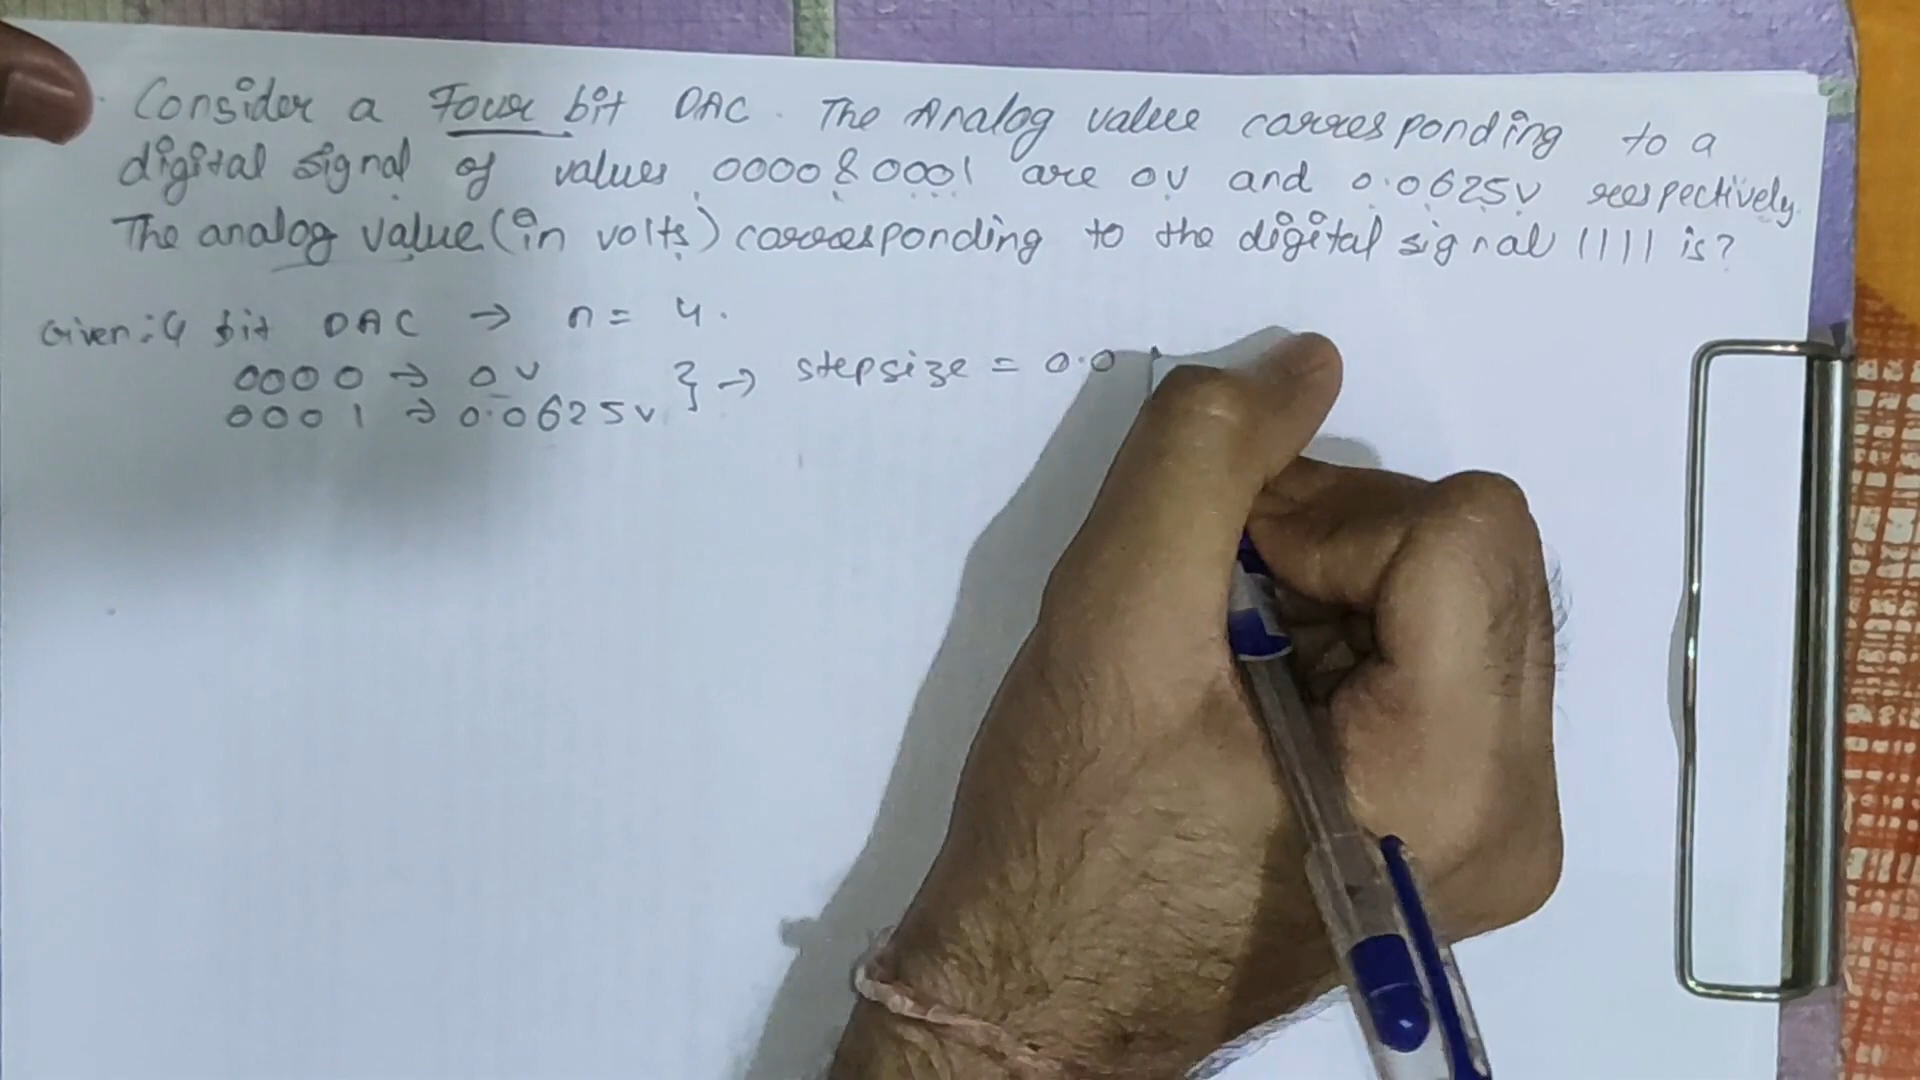 Consider a Four bit DAC. The Analog value corresponding to a
digital signal of values 0000 & 0001 are 0V and 0.0625V respectively.
The analog value (in volts) corresponding to the digital signal 1111 is?
Given: 4 bit DAC → n = 4.
0000 → 0V
0001 → 0.0625V } → stepsize = 0.0